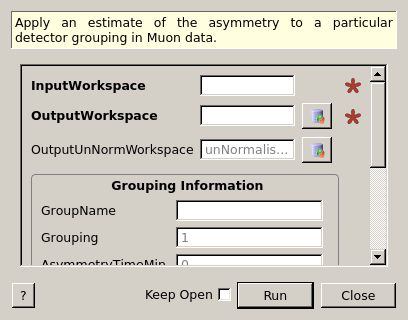 Apply an estimate of the asymmetry to a particular
detector grouping in Muon data.
InputWorkspace
OutputWorkspace
OutputUnNormWorkspace unNormalis...
Grouping Information
GroupName
Grouping 1
AsymmetryTimeMin 0
? Keep Open Run Close